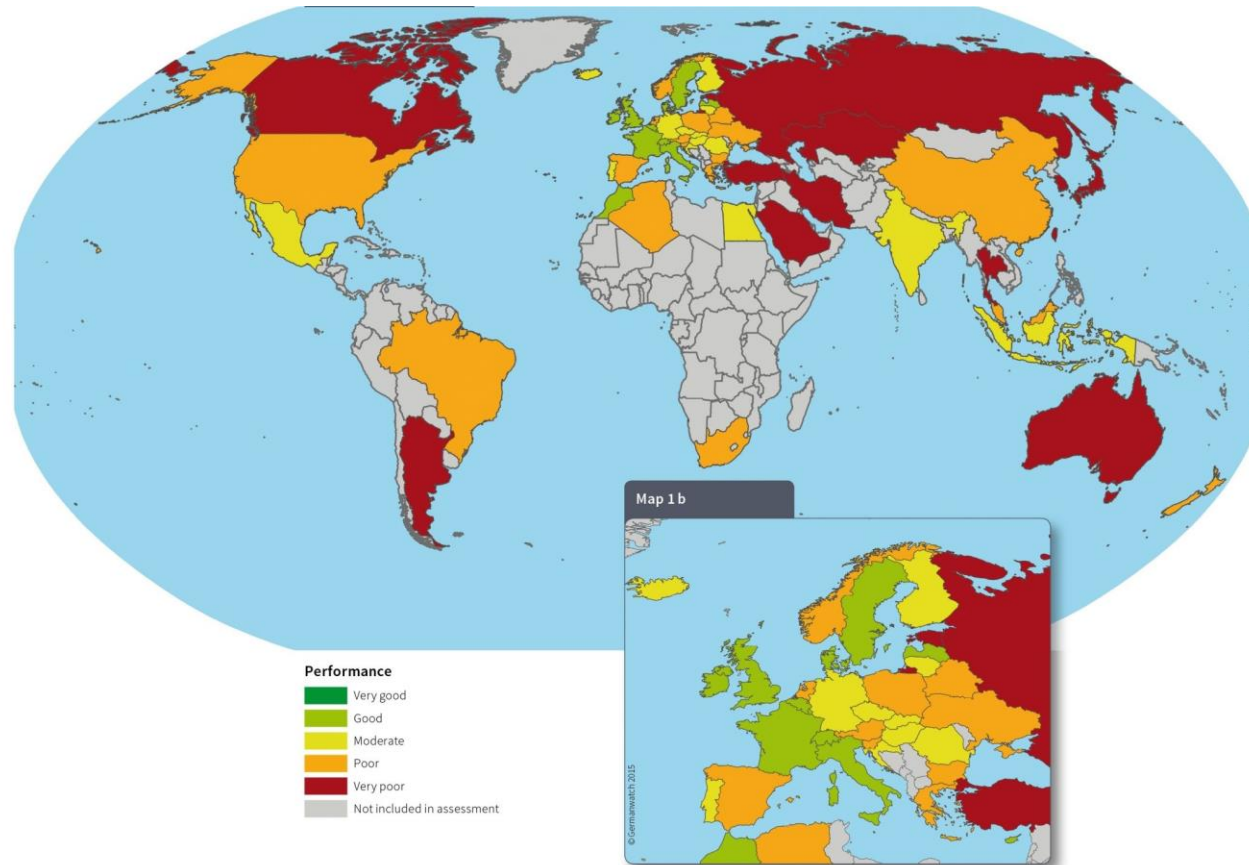 Map 1 b
Performance
Very good
Good
Moderate
Poor
Very poor
Not included in assessment
© Germanwatch 2015